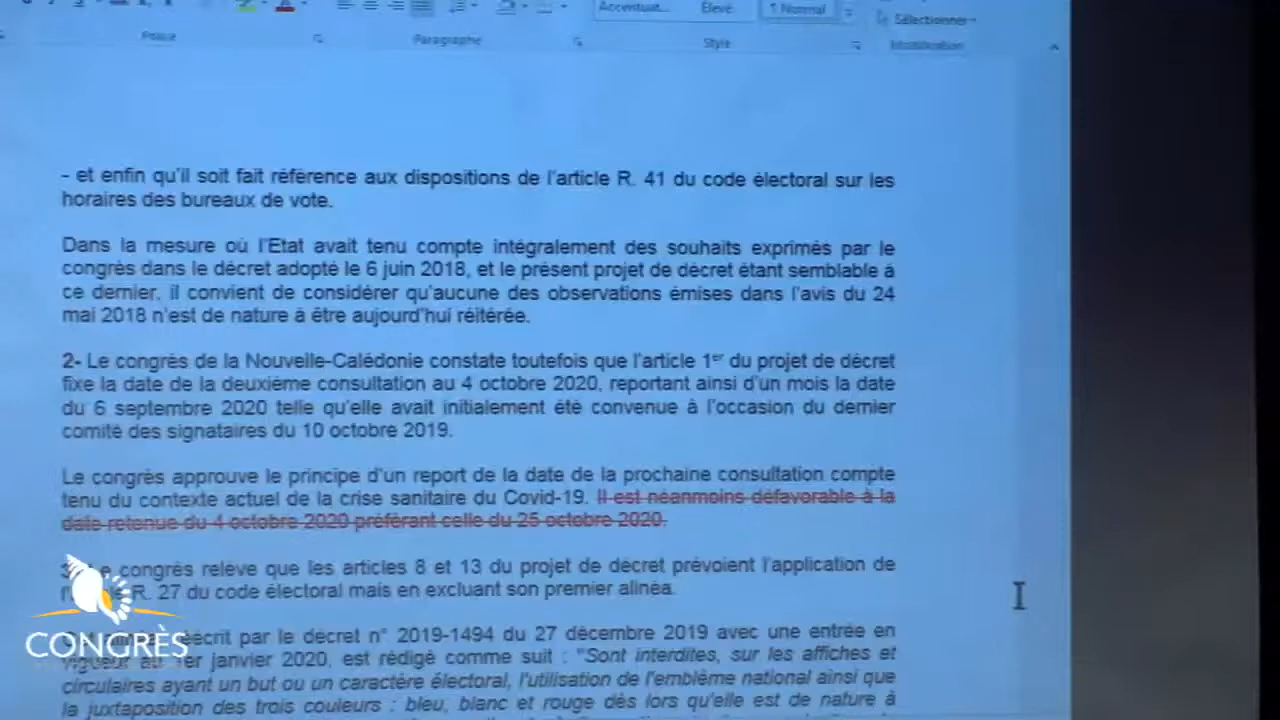 Accentuat... Élevé ¶ Normal
Sélectionner
Police Paragraphe Style Modification
- et enfin qu'il soit fait référence aux dispositions de l'article R. 41 du code électoral sur les
horaires des bureaux de vote.
Dans la mesure où l'Etat avait tenu compte intégralement des souhaits exprimés par le
congrès dans le décret adopté le 6 juin 2018, et le présent projet de décret étant semblable à
ce dernier, il convient de considérer qu'aucune des observations émises dans l'avis du 24
mai 2018 n'est de nature à être aujourd'hui réitérée.
2- Le congrès de la Nouvelle-Calédonie constate toutefois que l'article 1er du projet de décret
fixe la date de la deuxième consultation au 4 octobre 2020, reportant ainsi d'un mois la date
du 6 septembre 2020 telle qu'elle avait initialement été convenue à l'occasion du dernier
comité des signataires du 10 octobre 2019.
Le congrès approuve le principe d'un report de la date de la prochaine consultation compte
tenu du contexte actuel de la crise sanitaire du Covid-19. Il est néanmoins défavorable à la
date retenue du 4 octobre 2020 préférant celle du 25 octobre 2020.
congrès relève que les articles 8 et 13 du projet de décret prévoient l'application de
R. 27 du code électoral mais en excluant son premier alinéa.
par le décret n° 2019-1494 du 27 décembre 2019 avec une entrée en
vigueur au 1er janvier 2020, est rédigé comme suit : "Sont interdites, sur les affiches et
circulaires ayant un but ou un caractère électoral, l'utilisation de l'emblème national ainsi que
la juxtaposition des trois couleurs : bleu, blanc et rouge dès lors qu'elle est de nature à
CONGRÈS